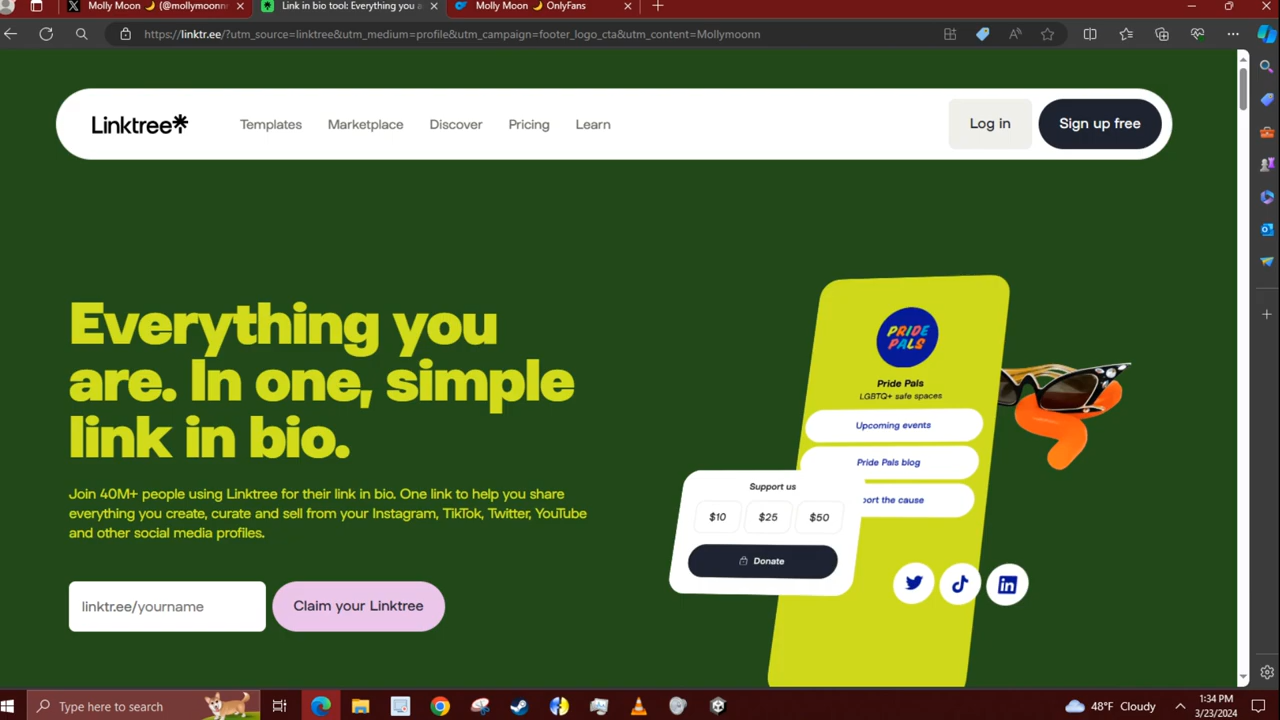 Molly Moon 🌙 (@mollymoonr
Link in bio tool: Everything you a
Molly Moon 🌙 OnlyFans
https://linktr.ee/?utm_source=linktree&utm_medium=profile&utm_campaign=footer_logo_cta&utm_content=Mollymoonn
Linktree
Templates
Marketplace
Discover
Pricing
Learn
Log in
Sign up free
Everything you
are. In one, simple
link in bio.
Join 40M+ people using Linktree for their link in bio. One link to help you share
everything you create, curate and sell from your Instagram, TikTok, Twitter, YouTube
and other social media profiles.
linktr.ee/yourname
Claim your Linktree
PRIDE
PALS
Pride Pals
LGBTQ+ safe spaces
Upcoming events
Pride Pals blog
port the cause
Support us
$10 $25 $50
Donate
Type here to search
48°F Cloudy
1:34 PM
3/23/2024